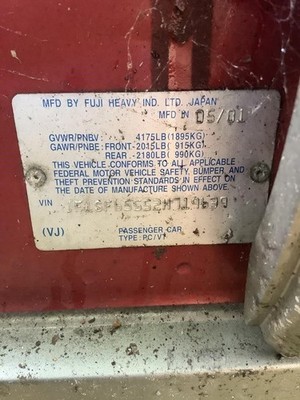 MFD BY FUJI HEAVY IND. LTD. JAPAN
MFD IN 05/01
GVWR/PNBV: 4175LB(1895KG)
GAWR/PNBE: FRONT-2015LB( 915KG)
REAR -2180LB( 990KG)
THIS VEHICLE CONFORMS TO ALL APPLICABLE
FEDERAL MOTOR VEHICLE SAFETY, BUMPER, AND
THEFT PREVENTION STANDARDS IN EFFECT ON
THE DATE OF MANUFACTURE SHOWN ABOVE.
VIN
(VJ) PASSENGER CAR
TYPE PC/VT